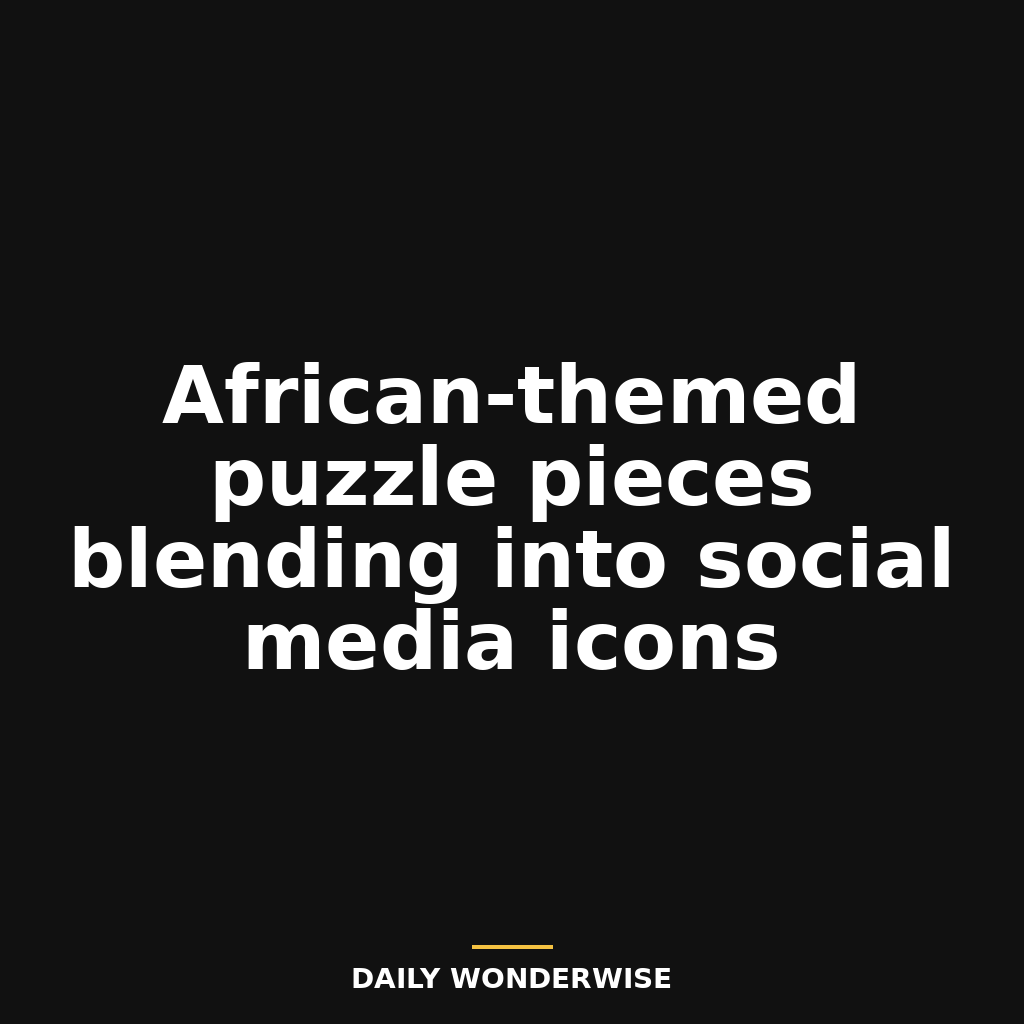 African-themed
puzzle pieces
blending into social
media icons
DAILY WONDERWISE